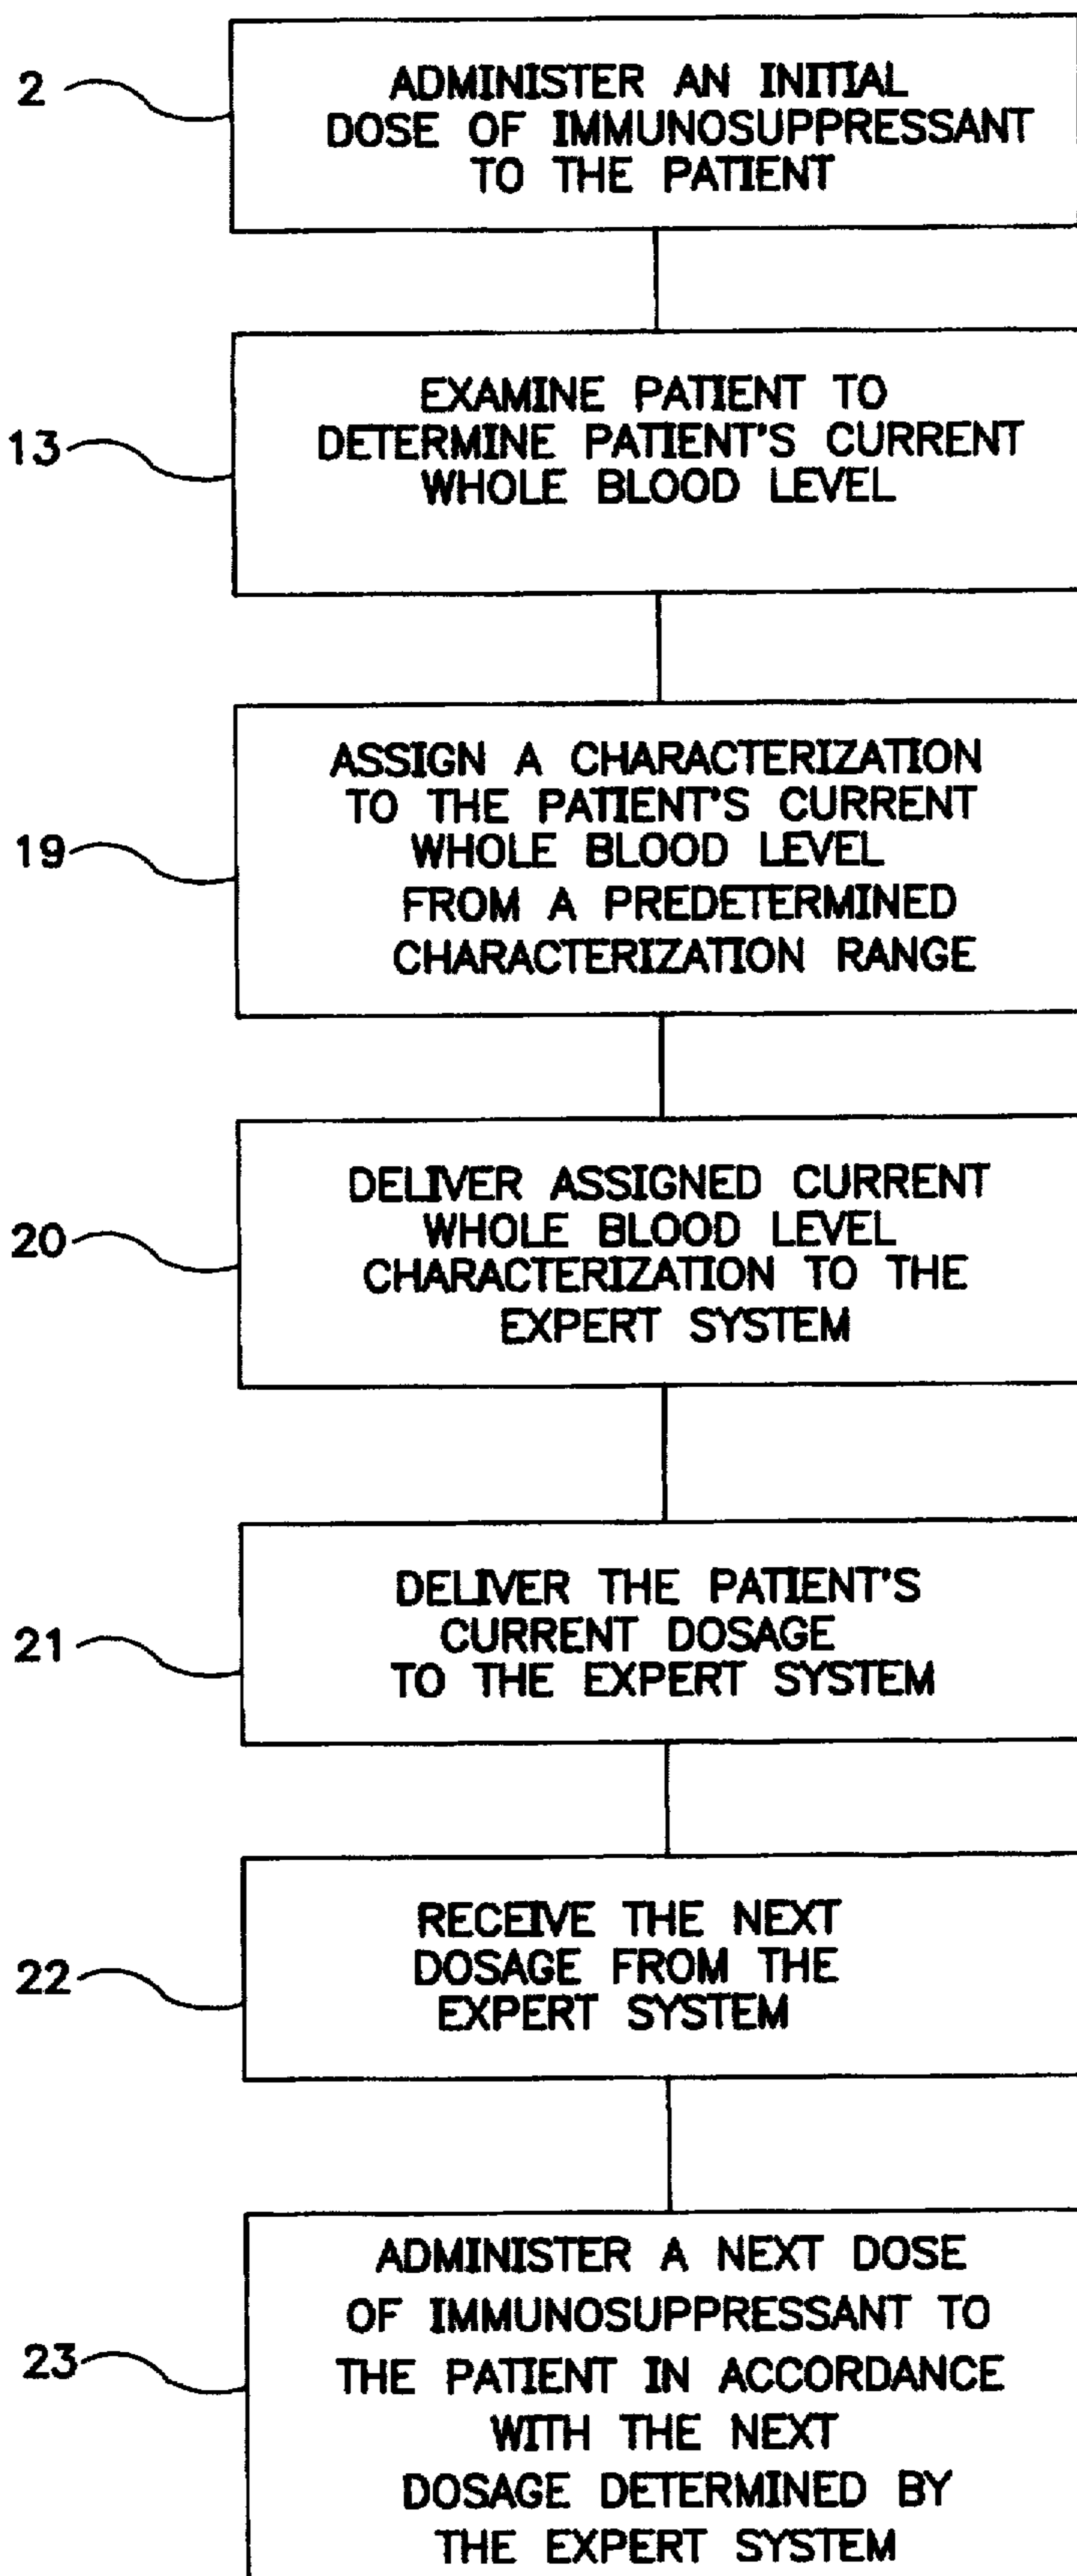 2
ADMINISTER AN INITIAL
DOSE OF IMMUNOSUPPRESSANT
TO THE PATIENT
13
EXAMINE PATIENT TO
DETERMINE PATIENT'S CURRENT
WHOLE BLOOD LEVEL
19
ASSIGN A CHARACTERIZATION
TO THE PATIENT'S CURRENT
WHOLE BLOOD LEVEL
FROM A PREDETERMINED
CHARACTERIZATION RANGE
20
DELIVER ASSIGNED CURRENT
WHOLE BLOOD LEVEL
CHARACTERIZATION TO THE
EXPERT SYSTEM
21
DELIVER THE PATIENT'S
CURRENT DOSAGE
TO THE EXPERT SYSTEM
22
RECEIVE THE NEXT
DOSAGE FROM THE
EXPERT SYSTEM
23
ADMINISTER A NEXT DOSE
OF IMMUNOSUPPRESSANT TO
THE PATIENT IN ACCORDANCE
WITH THE NEXT
DOSAGE DETERMINED BY
THE EXPERT SYSTEM